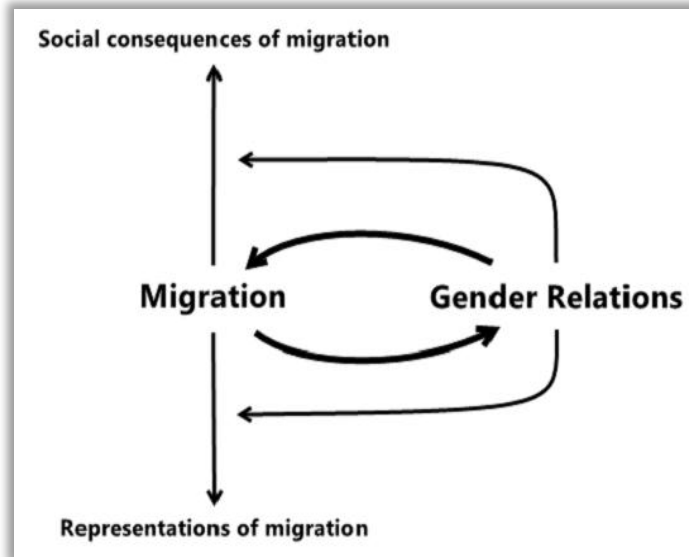 Social consequences of migration
Migration
Gender Relations
Representations of migration